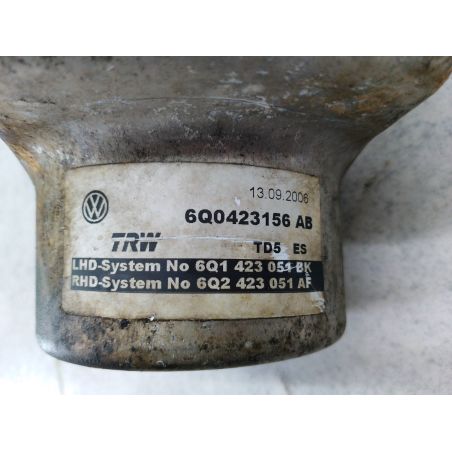 13.09.2006
6Q0423156 AB
TRW TD5 ES
LHD-System No 6Q1 423 051 BK
RHD-System No 6Q2 423 051 AF